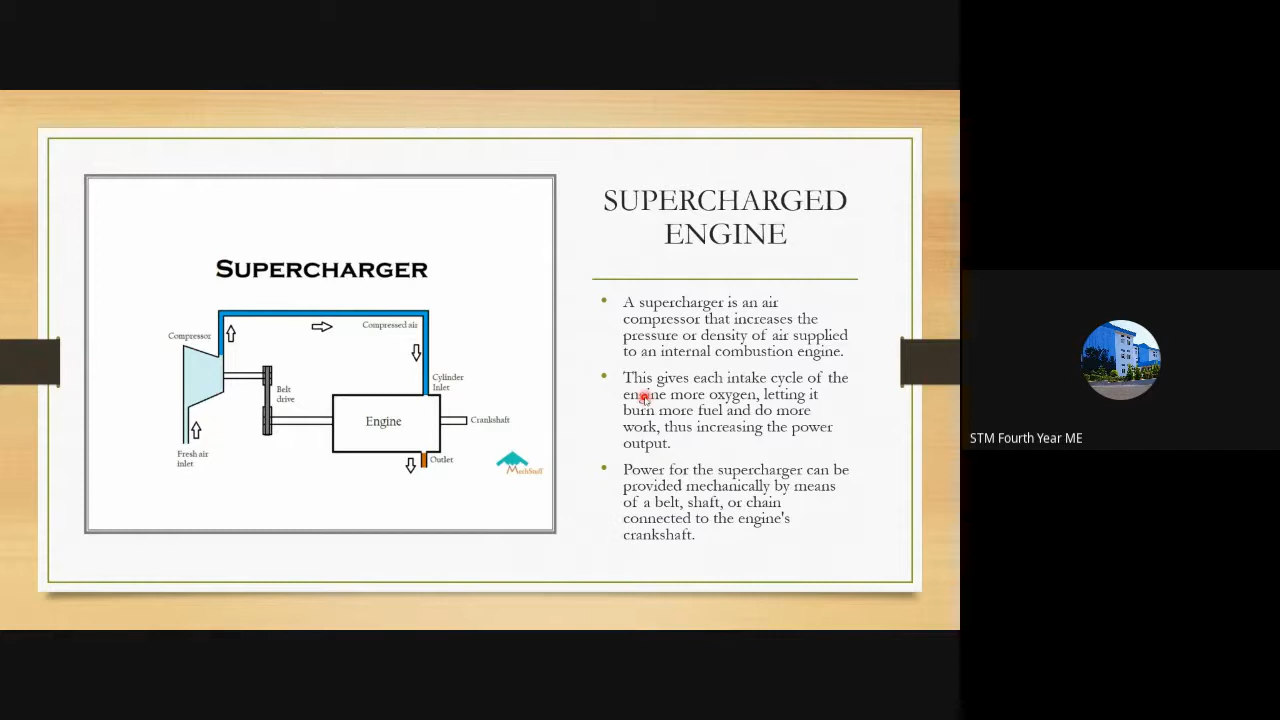 SUPERCHARGER
Compressor
Compressed air
Belt
drive
Cylinder
Inlet
Engine
Crankshaft
Fresh air
inlet
Outlet
SUPERCHARGED
ENGINE
• A supercharger is an air
compressor that increases the
pressure or density of air supplied
to an internal combustion engine.
• This gives each intake cycle of the
engine more oxygen, letting it
burn more fuel and do more
work, thus increasing the power
output.
• Power for the supercharger can be
provided mechanically by means
of a belt, shaft, or chain
connected to the engine's
crankshaft.
STM Fourth Year ME